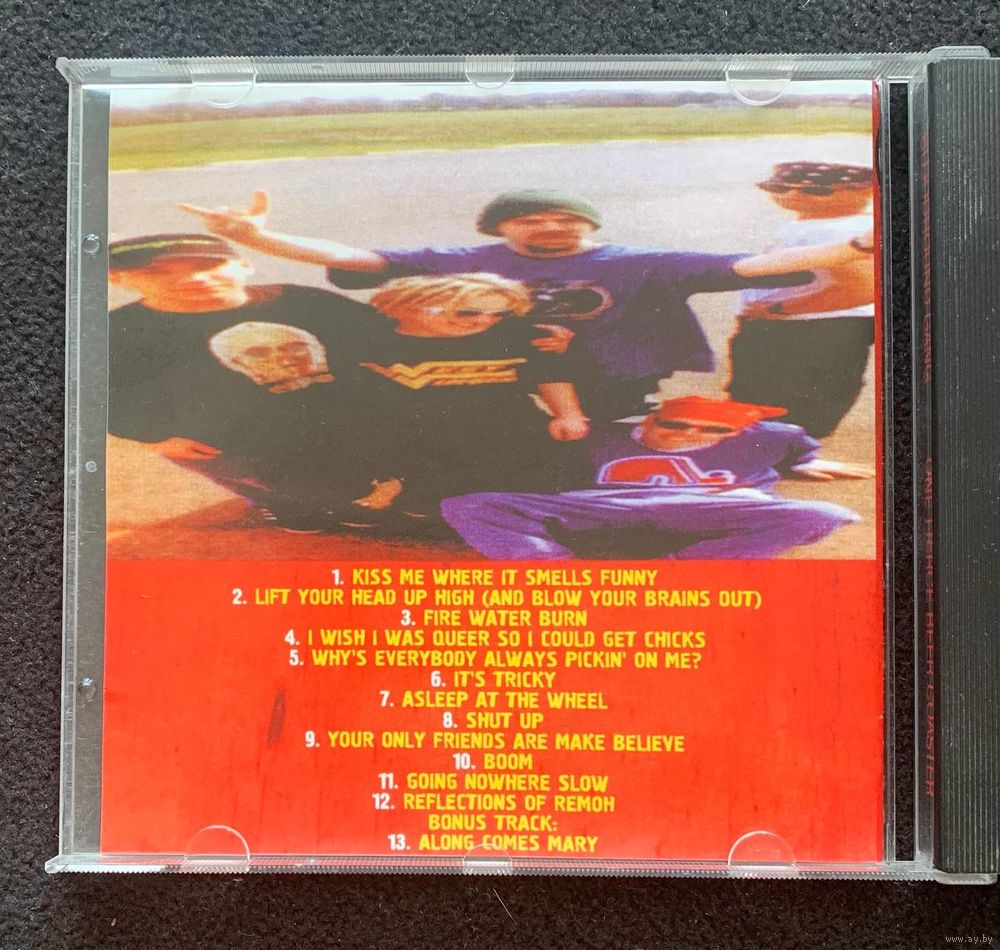 1. KISS ME WHERE IT SMELLS FUNNY
2. LIFT YOUR HEAD UP HIGH (AND BLOW YOUR BRAINS OUT)
3. FIRE WATER BURN
4. I WISH I WAS QUEER SO I COULD GET CHICKS
5. WHY'S EVERYBODY ALWAYS PICKIN' ON ME?
6. IT'S TRICKY
7. ASLEEP AT THE WHEEL
8. SHUT UP
9. YOUR ONLY FRIENDS ARE MAKE BELIEVE
10. BOOM
11. GOING NOWHERE SLOW
12. REFLECTIONS OF REMOH
BONUS TRACK:
13. ALONG COMES MARY
www.ay.by